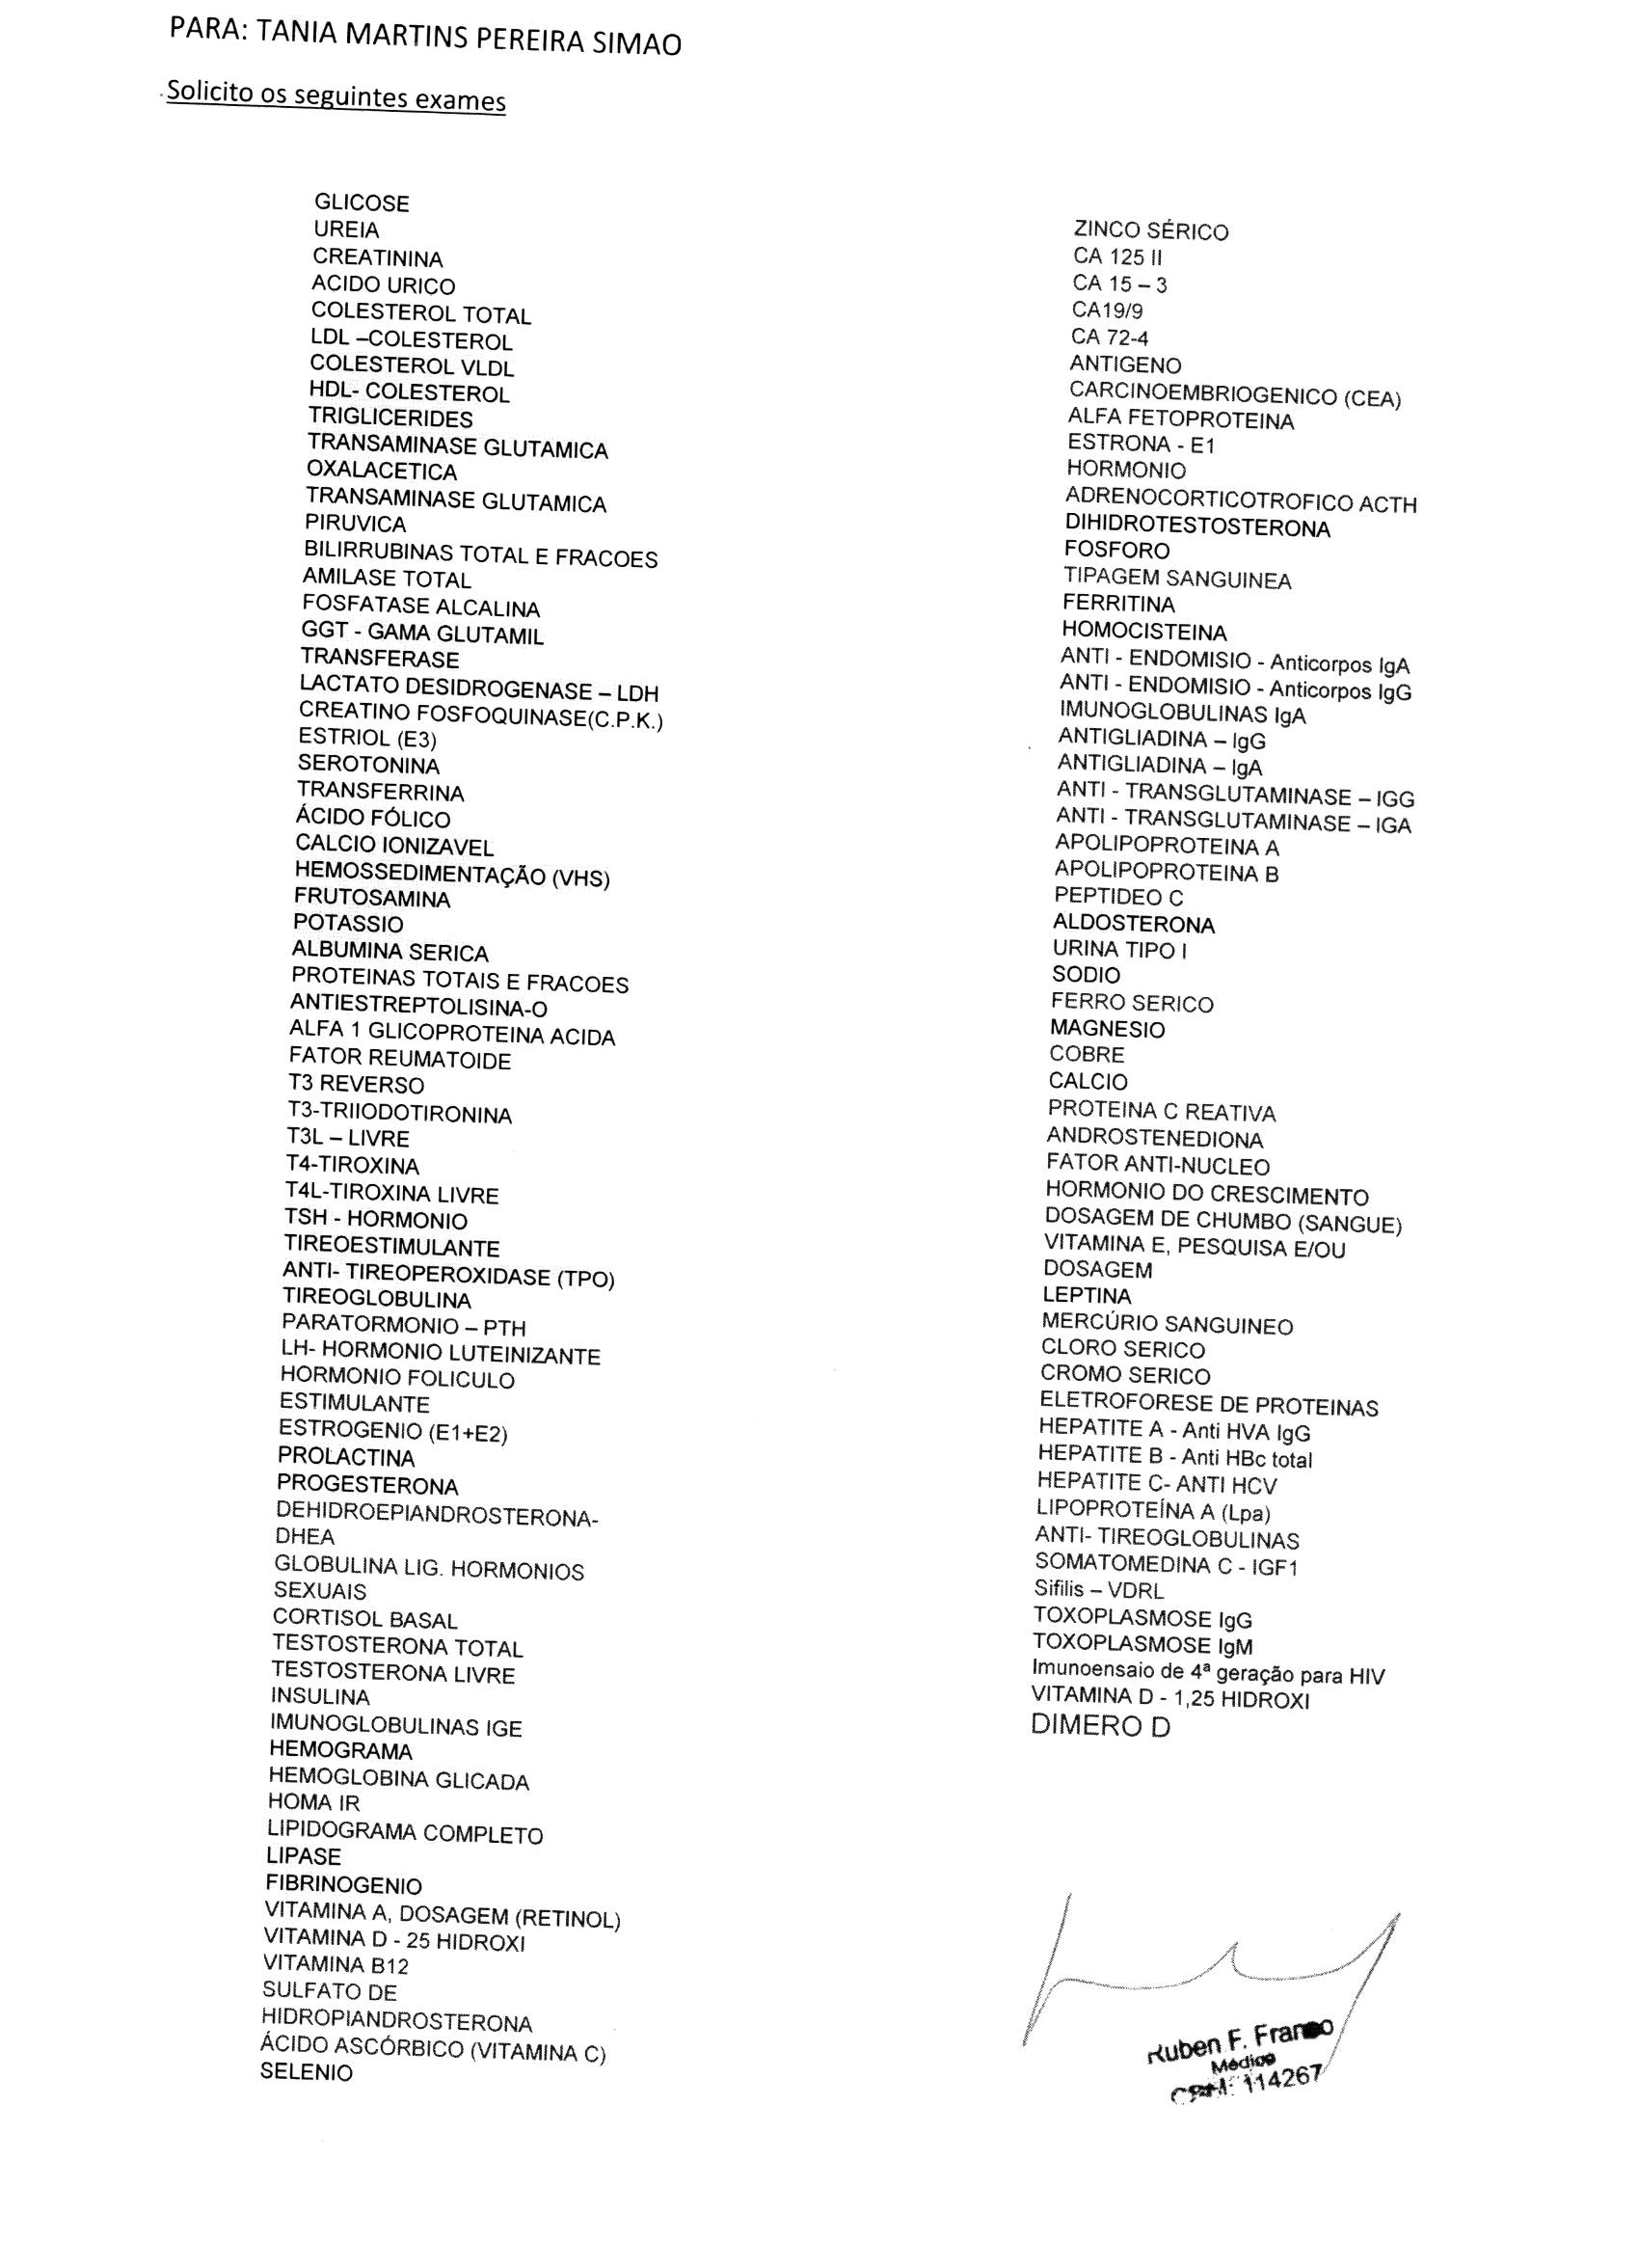 PARA: TANIA MARTINS PEREIRA SIMAO
Solicito os seguintes exames
GLICOSE
UREIA
CREATININA
ACIDO URICO
COLESTEROL TOTAL
LDL –COLESTEROL
COLESTEROL VLDL
HDL- COLESTEROL
TRIGLICERIDES
TRANSAMINASE GLUTAMICA
OXALACETICA
TRANSAMINASE GLUTAMICA
PIRUVICA
BILIRRUBINAS TOTAL E FRACOES
AMILASE TOTAL
FOSFATASE ALCALINA
GGT - GAMA GLUTAMIL
TRANSFERASE
LACTATO DESIDROGENASE – LDH
CREATINO FOSFOQUINASE(C.P.K.)
ESTRIOL (E3)
SEROTONINA
TRANSFERRINA
ÁCIDO FÓLICO
CALCIO IONIZAVEL
HEMOSSEDIMENTAÇÃO (VHS)
FRUTOSAMINA
POTASSIO
ALBUMINA SERICA
PROTEINAS TOTAIS E FRACOES
ANTIESTREPTOLISINA-O
ALFA 1 GLICOPROTEINA ACIDA
FATOR REUMATOIDE
T3 REVERSO
T3-TRIIODOTIRONINA
T3L – LIVRE
T4-TIROXINA
T4L-TIROXINA LIVRE
TSH - HORMONIO
TIREOESTIMULANTE
ANTI- TIREOPEROXIDASE (TPO)
TIREOGLOBULINA
PARATORMONIO – PTH
LH- HORMONIO LUTEINIZANTE
HORMONIO FOLICULO
ESTIMULANTE
ESTROGENIO (E1+E2)
PROLACTINA
PROGESTERONA
DEHIDROEPIANDROSTERONA-
DHEA
GLOBULINA LIG. HORMONIOS
SEXUAIS
CORTISOL BASAL
TESTOSTERONA TOTAL
TESTOSTERONA LIVRE
INSULINA
IMUNOGLOBULINAS IGE
HEMOGRAMA
HEMOGLOBINA GLICADA
HOMA IR
LIPIDOGRAMA COMPLETO
LIPASE
FIBRINOGENIO
VITAMINA A, DOSAGEM (RETINOL)
VITAMINA D - 25 HIDROXI
VITAMINA B12
SULFATO DE
HIDROPIANDROSTERONA
ÁCIDO ASCÓRBICO (VITAMINA C)
SELENIO
ZINCO SÉRICO
CA 125 II
CA 15 – 3
CA19/9
CA 72-4
ANTIGENO
CARCINOEMBRIOGENICO (CEA)
ALFA FETOPROTEINA
ESTRONA - E1
HORMONIO
ADRENOCORTICOTROFICO ACTH
DIHIDROTESTOSTERONA
FOSFORO
TIPAGEM SANGUINEA
FERRITINA
HOMOCISTEINA
ANTI - ENDOMISIO - Anticorpos IgA
ANTI - ENDOMISIO - Anticorpos IgG
IMUNOGLOBULINAS IgA
ANTIGLIADINA – IgG
ANTIGLIADINA – IgA
ANTI - TRANSGLUTAMINASE – IGG
ANTI - TRANSGLUTAMINASE – IGA
APOLIPOPROTEINA A
APOLIPOPROTEINA B
PEPTIDEO C
ALDOSTERONA
URINA TIPO I
SODIO
FERRO SERICO
MAGNESIO
COBRE
CALCIO
PROTEINA C REATIVA
ANDROSTENEDIONA
FATOR ANTI-NUCLEO
HORMONIO DO CRESCIMENTO
DOSAGEM DE CHUMBO (SANGUE)
VITAMINA E, PESQUISA E/OU
DOSAGEM
LEPTINA
MERCÚRIO SANGUINEO
CLORO SERICO
CROMO SERICO
ELETROFORESE DE PROTEINAS
HEPATITE A - Anti HVA IgG
HEPATITE B - Anti HBc total
HEPATITE C- ANTI HCV
LIPOPROTEÍNA A (Lpa)
ANTI- TIREOGLOBULINAS
SOMATOMEDINA C - IGF1
Sifilis – VDRL
TOXOPLASMOSE IgG
TOXOPLASMOSE IgM
Imunoensaio de 4ª geração para HIV
VITAMINA D - 1,25 HIDROXI
DIMERO D
Ruben F. Franco
Médico
CRM: 114267